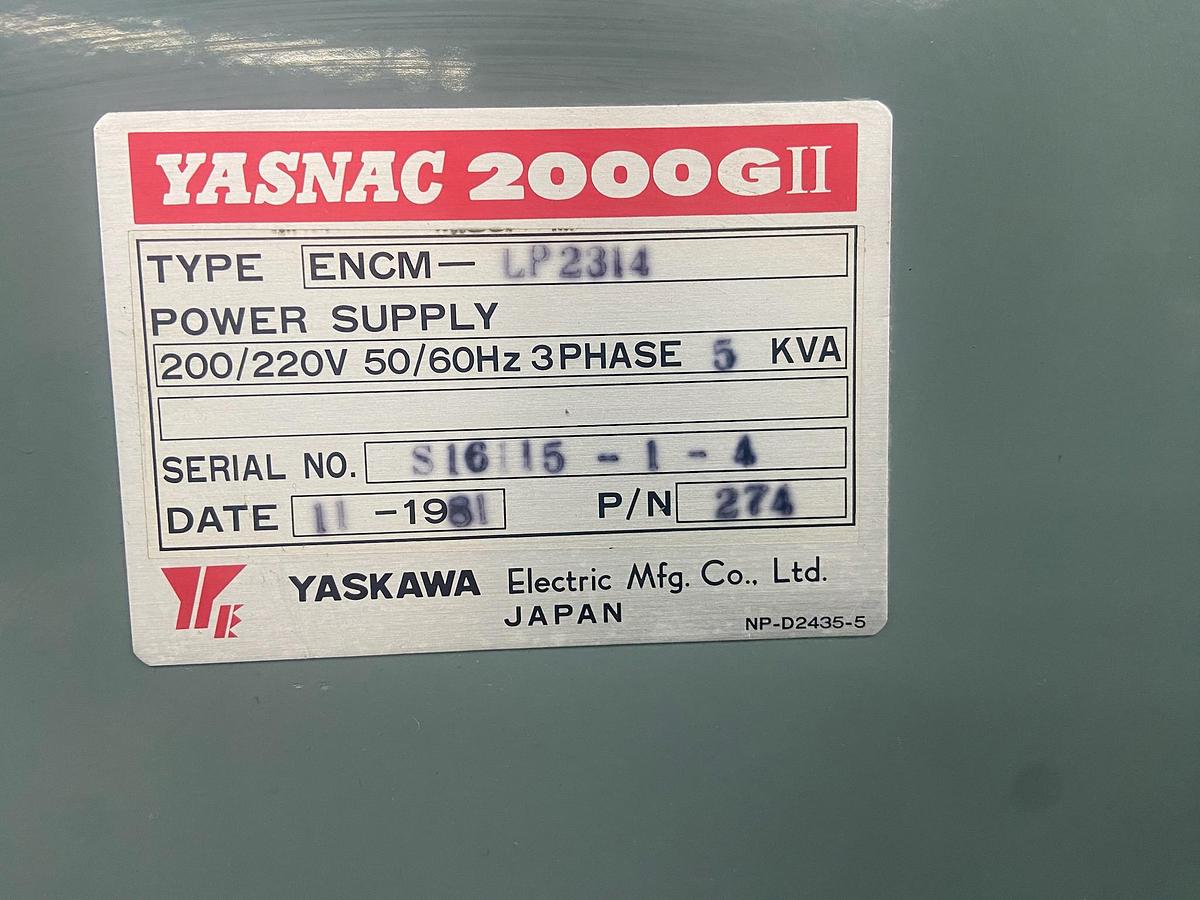 YASNAC 2000GII
TYPE ENCM- LP2314
POWER SUPPLY
200/220V 50/60Hz 3PHASE 5 KVA
SERIAL NO. S16115-1-4
DATE 11 -1981 P/N 274
YASKAWA Electric Mfg. Co., Ltd.
JAPAN
NP-D2435-5